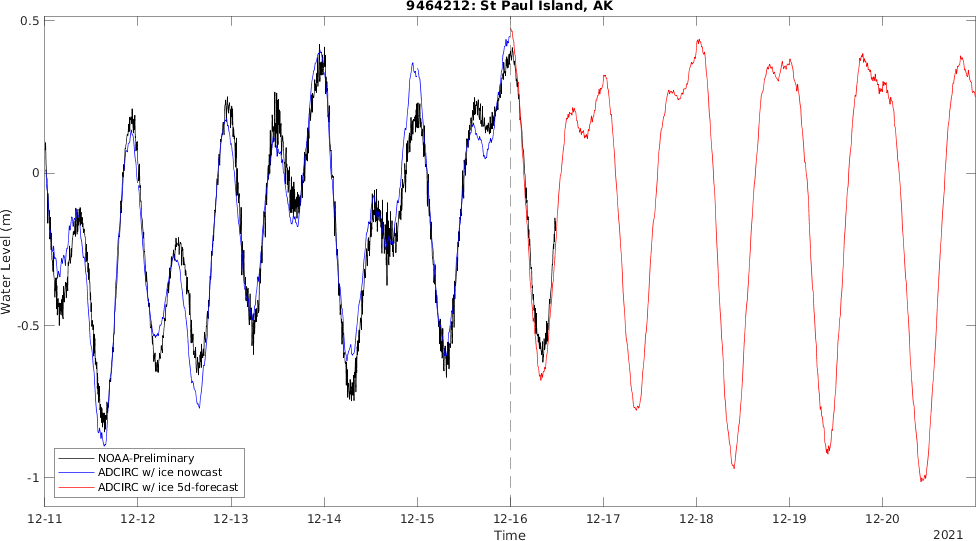 9464212: St Paul Island, AK
0.5
0
-0.5
-1
Water Level (m)
NOAA-Preliminary
ADCIRC w/ ice nowcast
ADCIRC w/ ice 5d-forecast
12-11 12-12 12-13 12-14 12-15 12-16 12-17 12-18 12-19 12-20
Time
2021